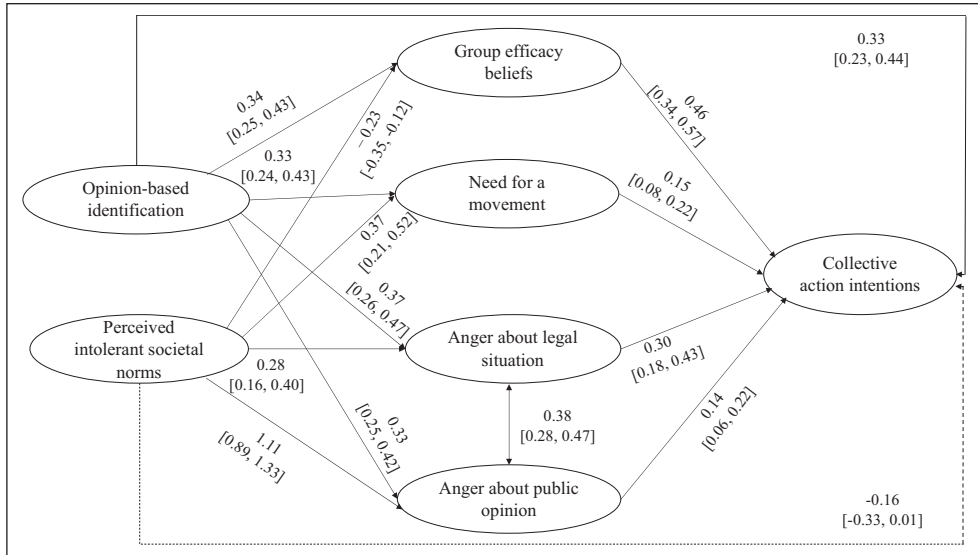 Group efficacy
beliefs
0.33
[0.23, 0.44]
0.34
[0.25, 0.43]
−0.23
[-0.35, -0.12]
0.46
[0.34, 0.57]
0.33
[0.24, 0.43]
Opinion-based
identification
Need for a
movement
0.15
[0.08, 0.22]
0.37
[0.21, 0.52]
Collective
action intentions
0.37
[0.26, 0.47]
Perceived
intolerant societal
norms
Anger about legal
situation
0.28
[0.16, 0.40]
0.30
[0.18, 0.43]
0.38
[0.28, 0.47]
0.33
[0.25, 0.42]
0.14
[0.06, 0.22]
1.11
[0.89, 1.33]
Anger about public
opinion
-0.16
[-0.33, 0.01]